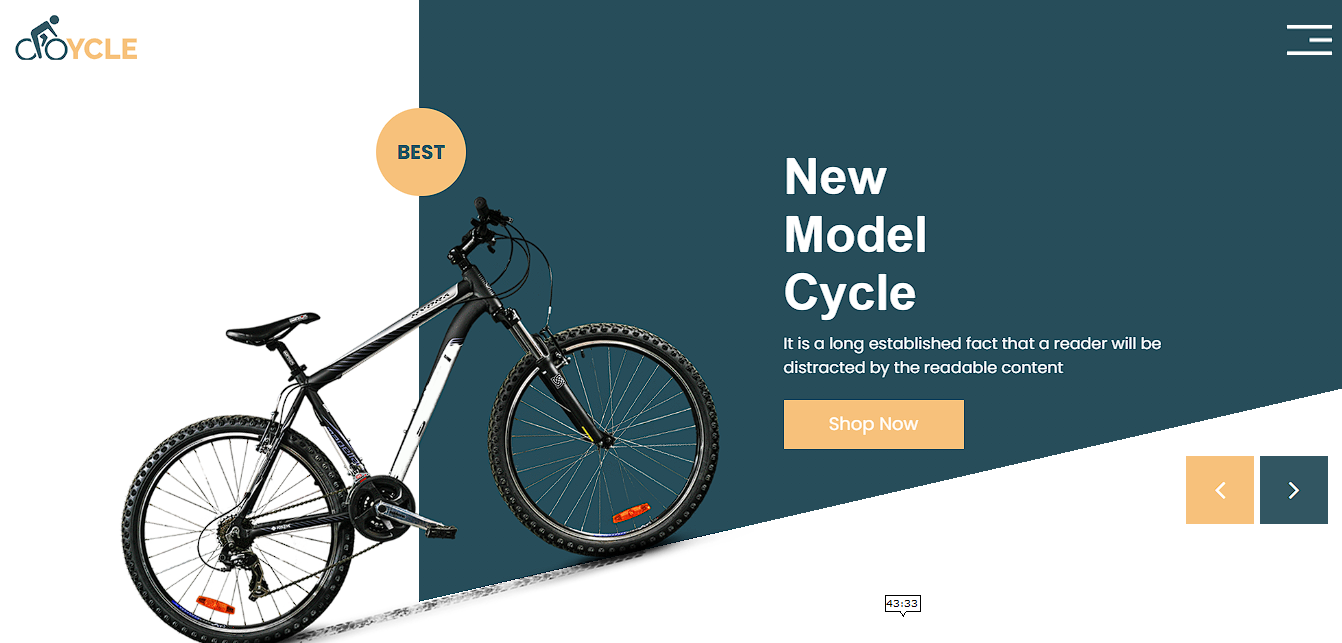 YCLE
BEST
New
Model
Cycle
It is a long established fact that a reader will be
distracted by the readable content
Shop Now
43:33